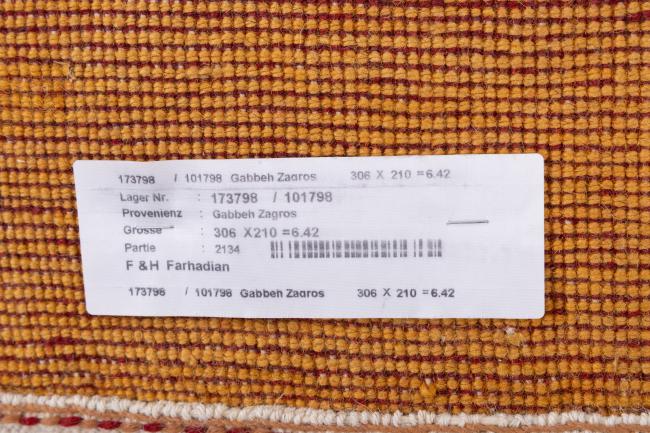 173798 / 101798 Gabbeh Zagros 306 X 210 =6.42
Lager Nr. : 173798 / 101798
Provenienz : Gabbeh Zagros
Grösse : 306 X210 =6.42
Partie : 2134
F &H Farhadian
173798 / 101798 Gabbeh Zagros 306 X 210 =6.42